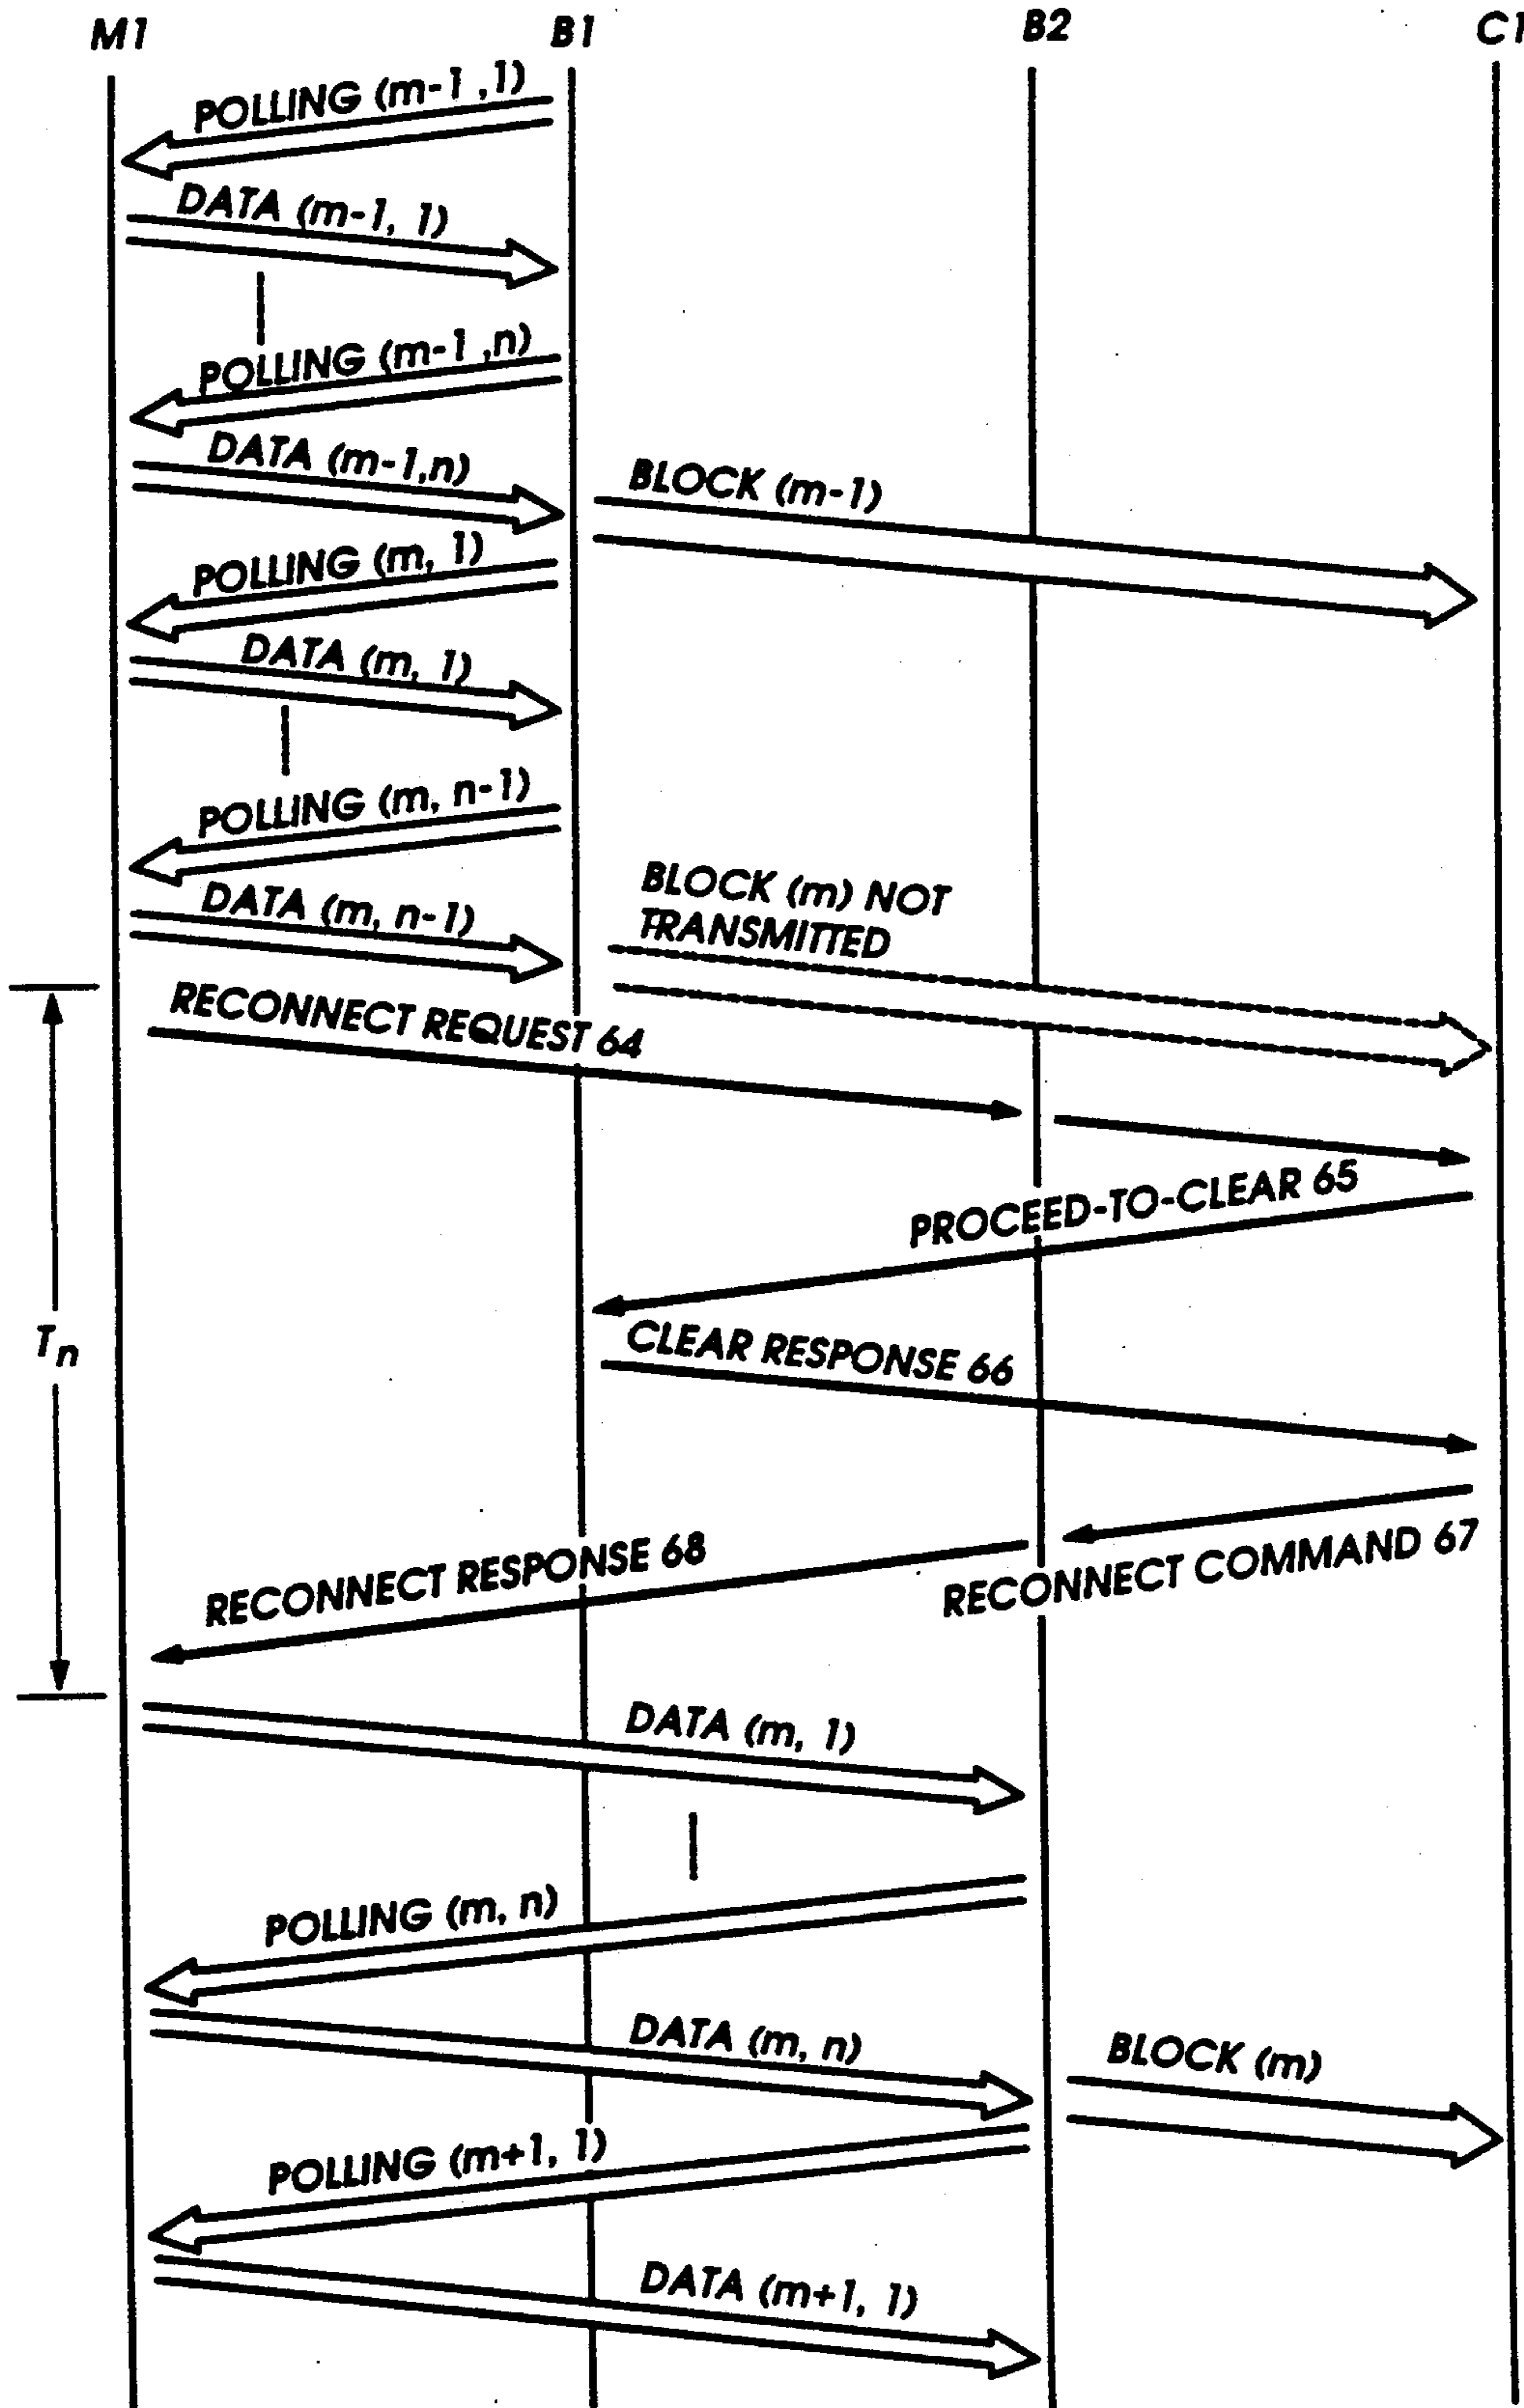 M1 B1 B2 C1
POLLING (m-1 ,1)
DATA (m-1, 1)
POLLING (m-1 ,n)
DATA (m-1,n)
BLOCK (m-1)
POLLING (m, 1)
DATA (m, 1)
POLLING (m, n-1)
DATA (m, n-1)
BLOCK (m) NOT
TRANSMITTED
RECONNECT REQUEST 64
PROCEED-TO-CLEAR 65
Tn
CLEAR RESPONSE 66
RECONNECT RESPONSE 68
RECONNECT COMMAND 67
DATA (m, 1)
POLLING (m, n)
DATA (m, n)
BLOCK (m)
POLLING (m+1, 1)
DATA (m+1, 1)